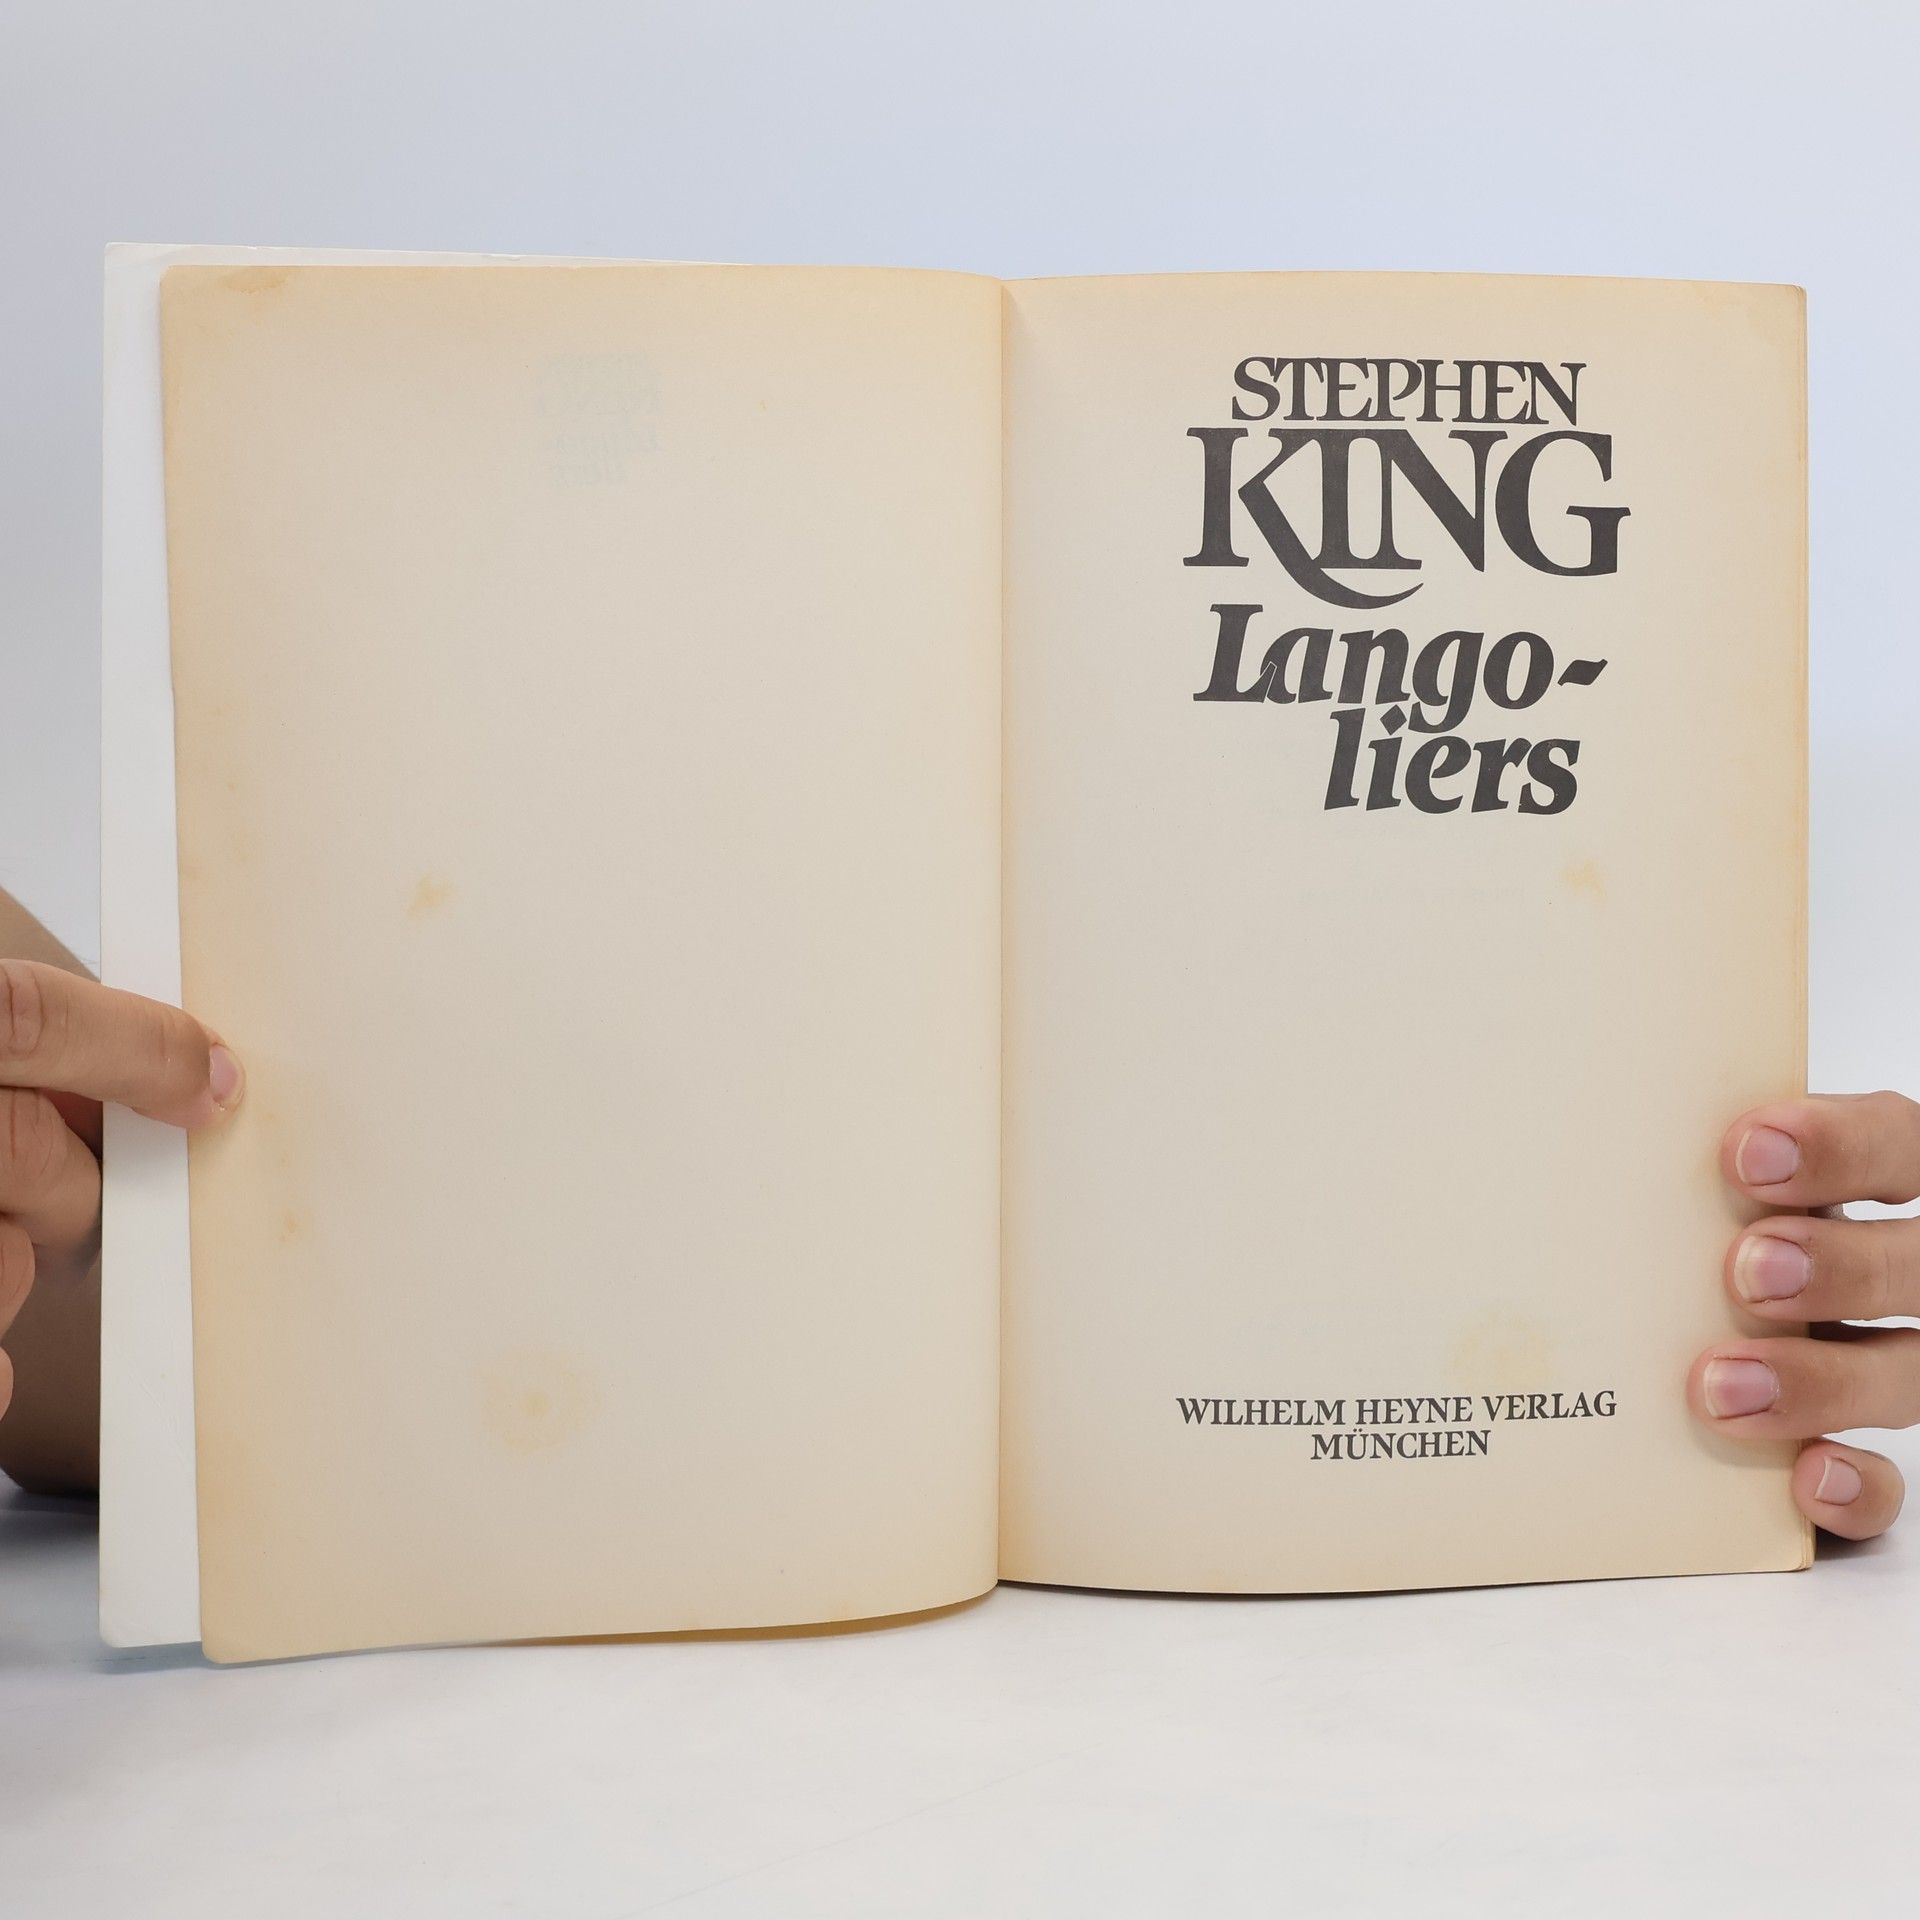 STEPHEN
KING
Lango-
liers
WILHELM HEYNE VERLAG
MÜNCHEN